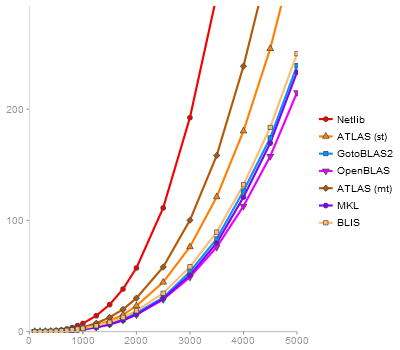 200
100
0
0
1000
2000
3000
4000
5000
Netlib
ATLAS (st)
GotoBLAS2
OpenBLAS
ATLAS (mt)
MKL
BLIS